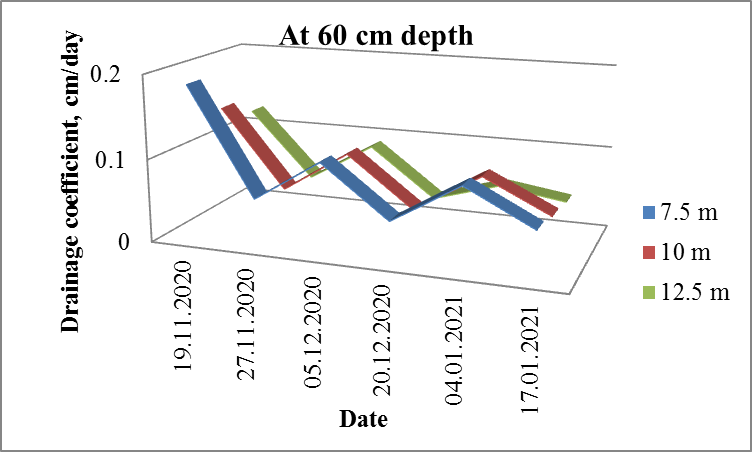 At 60 cm depth
Drainage coefficient, cm/day
0.2
0.1
0
19.11.2020
27.11.2020
05.12.2020
20.12.2020
04.01.2021
17.01.2021
Date
7.5 m
10 m
12.5 m